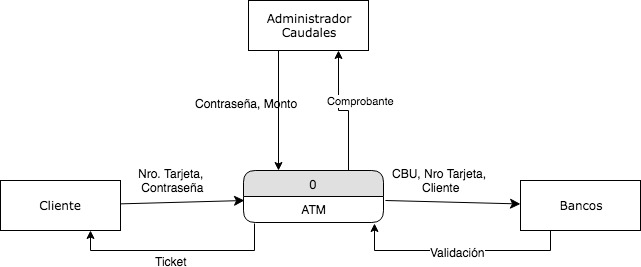 Administrador
Caudales
Contraseña, Monto
Comprobante
Nro. Tarjeta,
Contraseña
CBU, Nro Tarjeta,
Cliente
0
Cliente
ATM
Bancos
Ticket
Validación